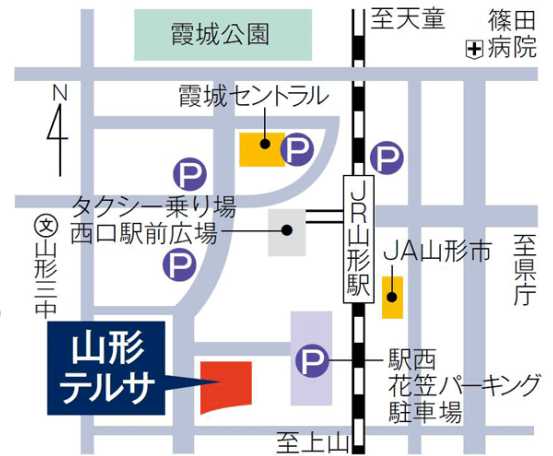 霞城公園
至天童
篠田
病院
N
霞城セントラル
P
P
P
タクシー乗り場
西口駅前広場
JR山形駅
文
山形三中
P
JA山形市
至県庁
山形
テルサ
P
駅西
花笠パーキング
駐車場
至上山